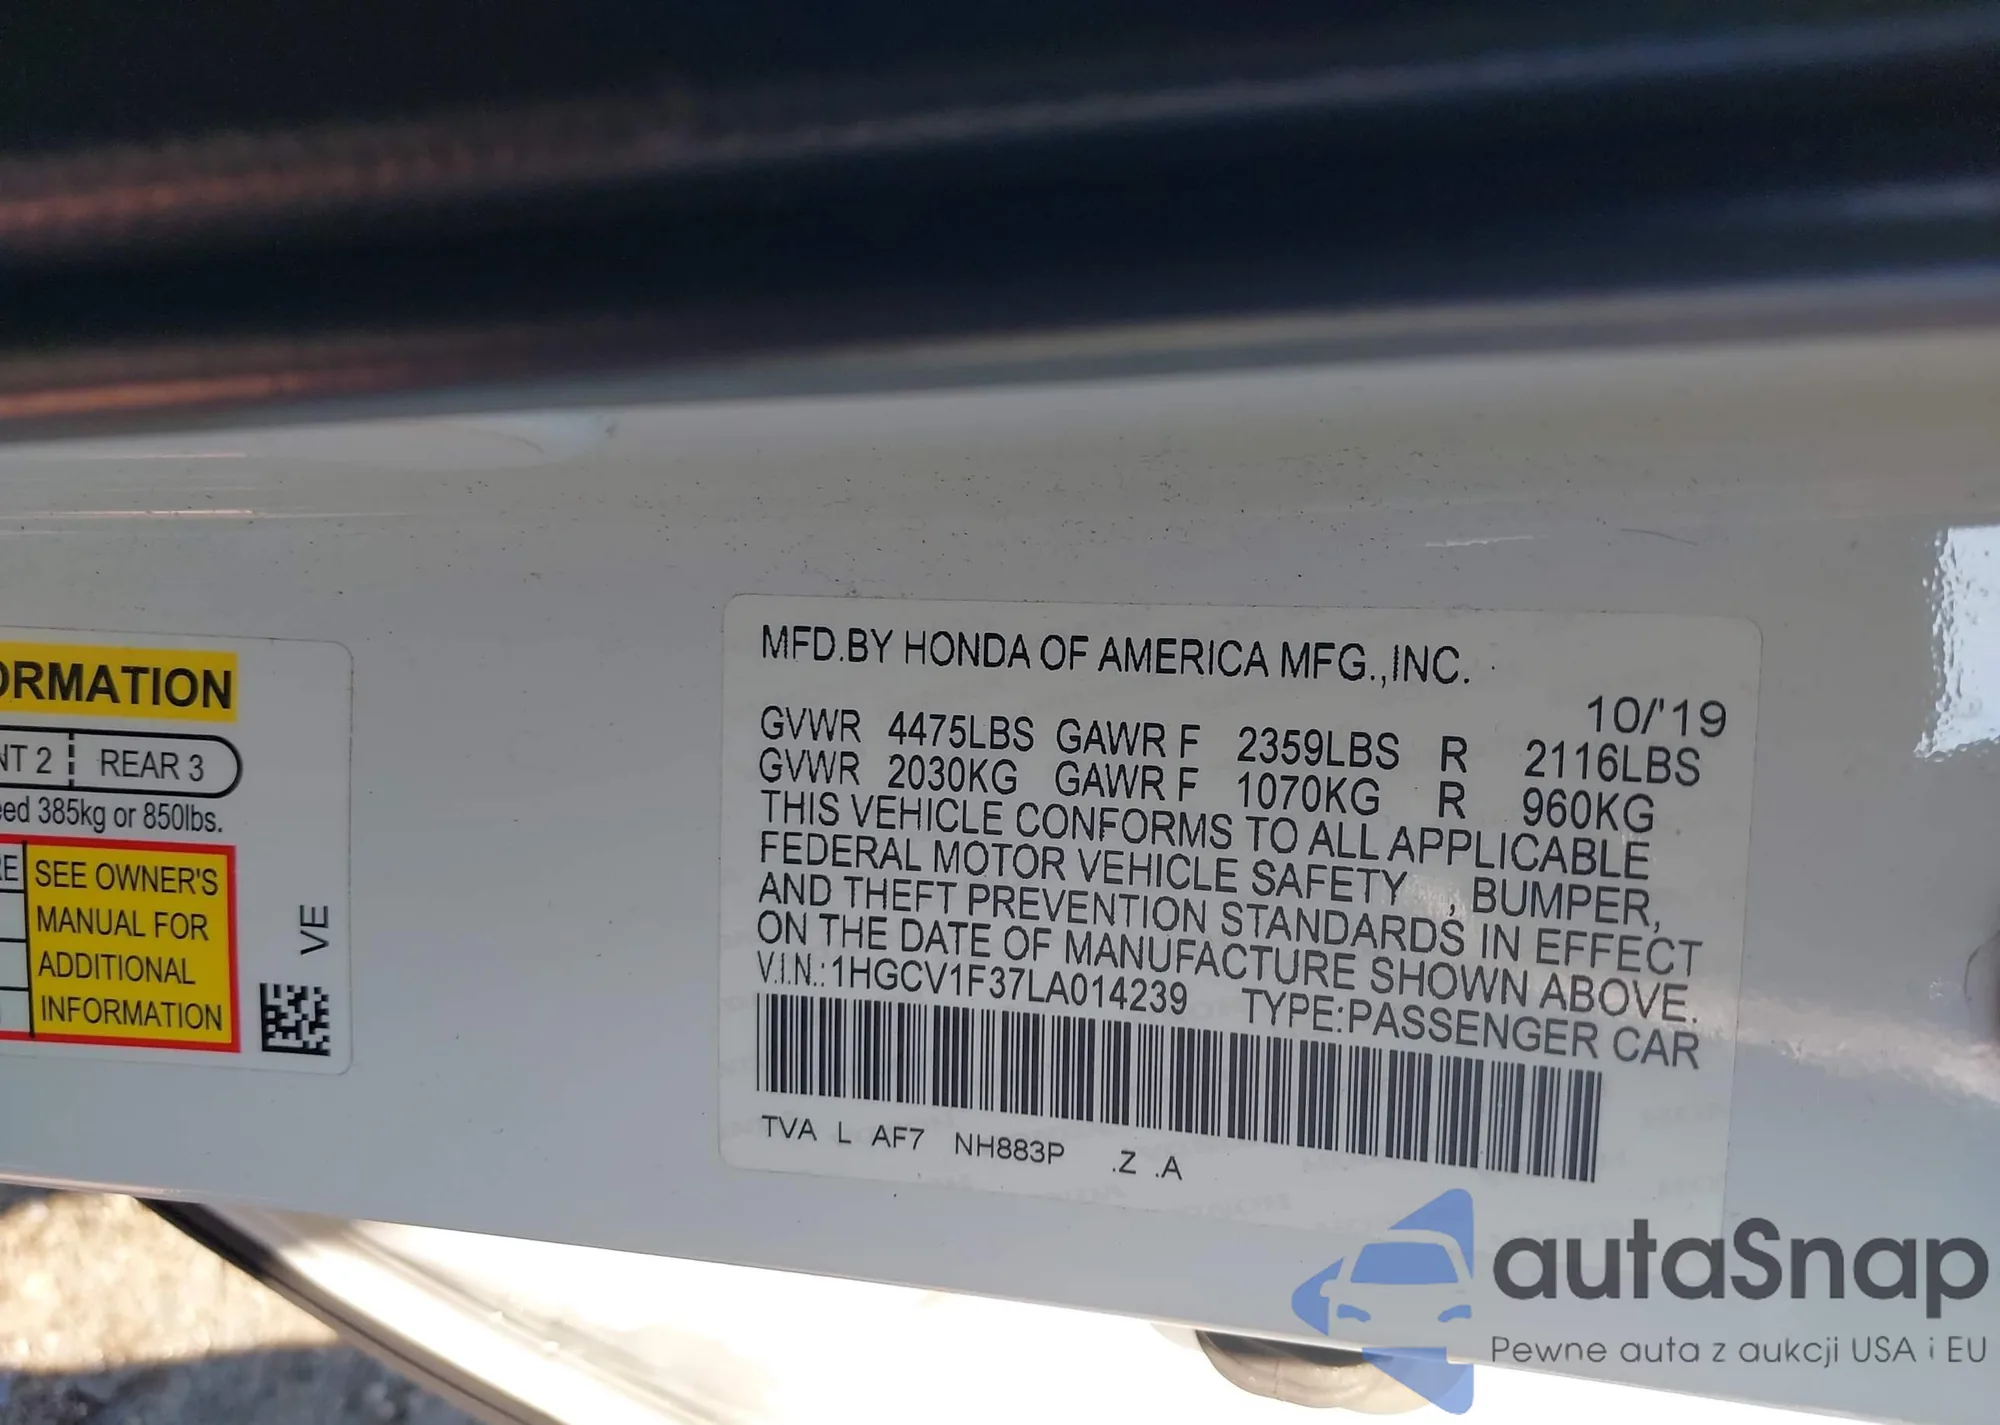 ORMATION
NT 2 REAR 3
eed 385kg or 850lbs.
RE
SEE OWNER'S
MANUAL FOR
ADDITIONAL
INFORMATION
VE
MFD.BY HONDA OF AMERICA MFG.,INC.
10/'19
GVWR 4475LBS GAWR F 2359LBS R 2116LBS
GVWR 2030KG GAWR F 1070KG R 960KG
THIS VEHICLE CONFORMS TO ALL APPLICABLE
FEDERAL MOTOR VEHICLE SAFETY , BUMPER,
AND THEFT PREVENTION STANDARDS IN EFFECT
ON THE DATE OF MANUFACTURE SHOWN ABOVE.
V.I.N.:1HGCV1F37LA014239 TYPE:PASSENGER CAR
TVA L AF7 NH883P .Z .A
autaSnap
Pewne auta z aukcji USA i EU